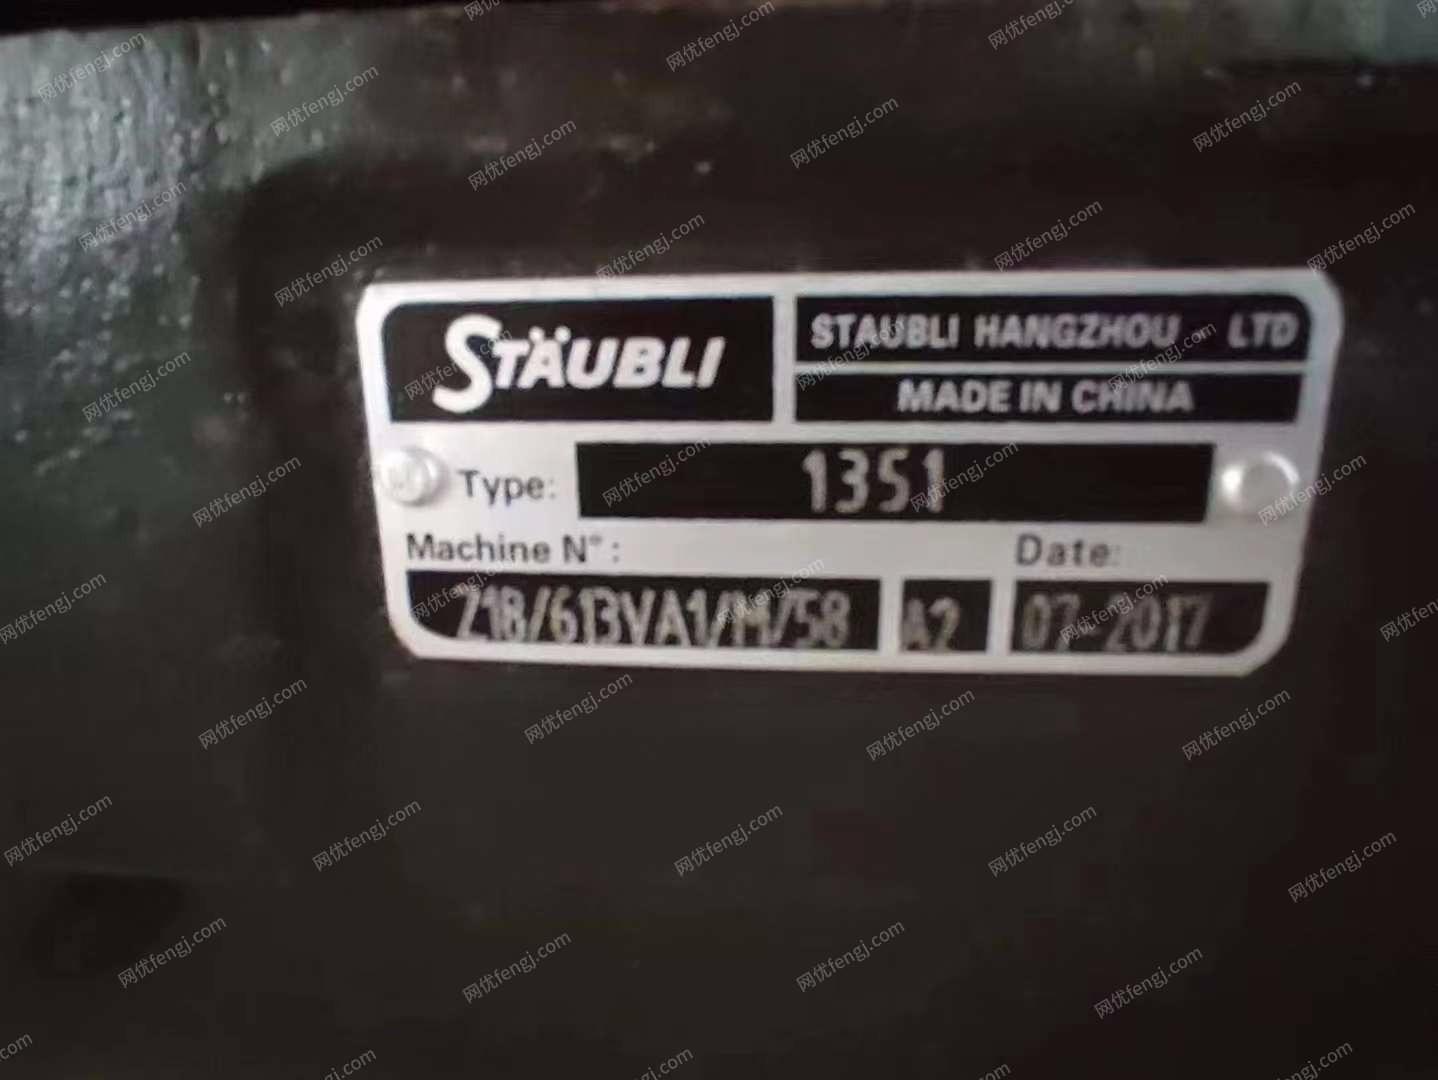 STÄUBLI
STAUBLI HANGZHOU LTD
MADE IN CHINA
Type: 1351
Machine N° : Date:
Z18/613VA1/M/58 A2 07-2017
网优fengj.com